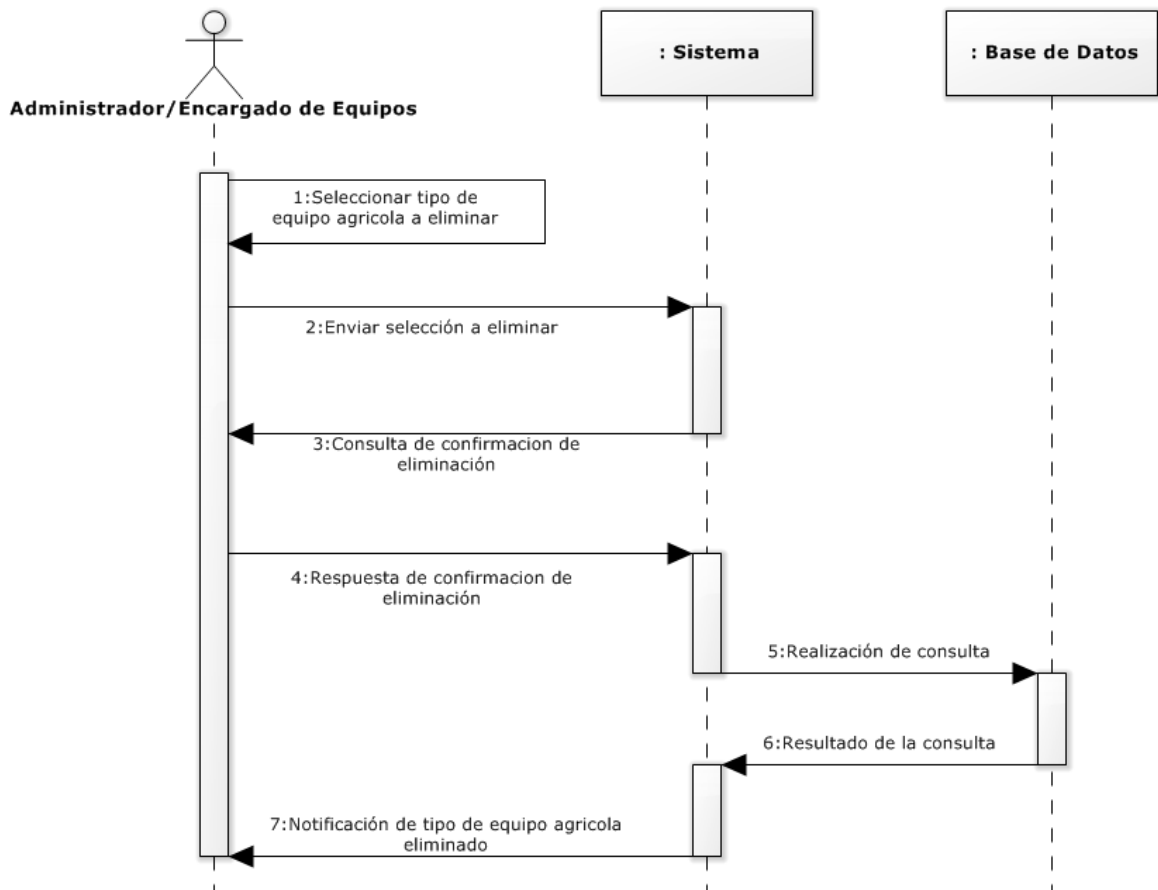 Administrador/Encargado de Equipos
: Sistema
: Base de Datos
1:Seleccionar tipo de
equipo agricola a eliminar
2:Enviar selección a eliminar
3:Consulta de confirmacion de
eliminación
4:Respuesta de confirmacion de
eliminación
5:Realización de consulta
6:Resultado de la consulta
7:Notificación de tipo de equipo agricola
eliminado